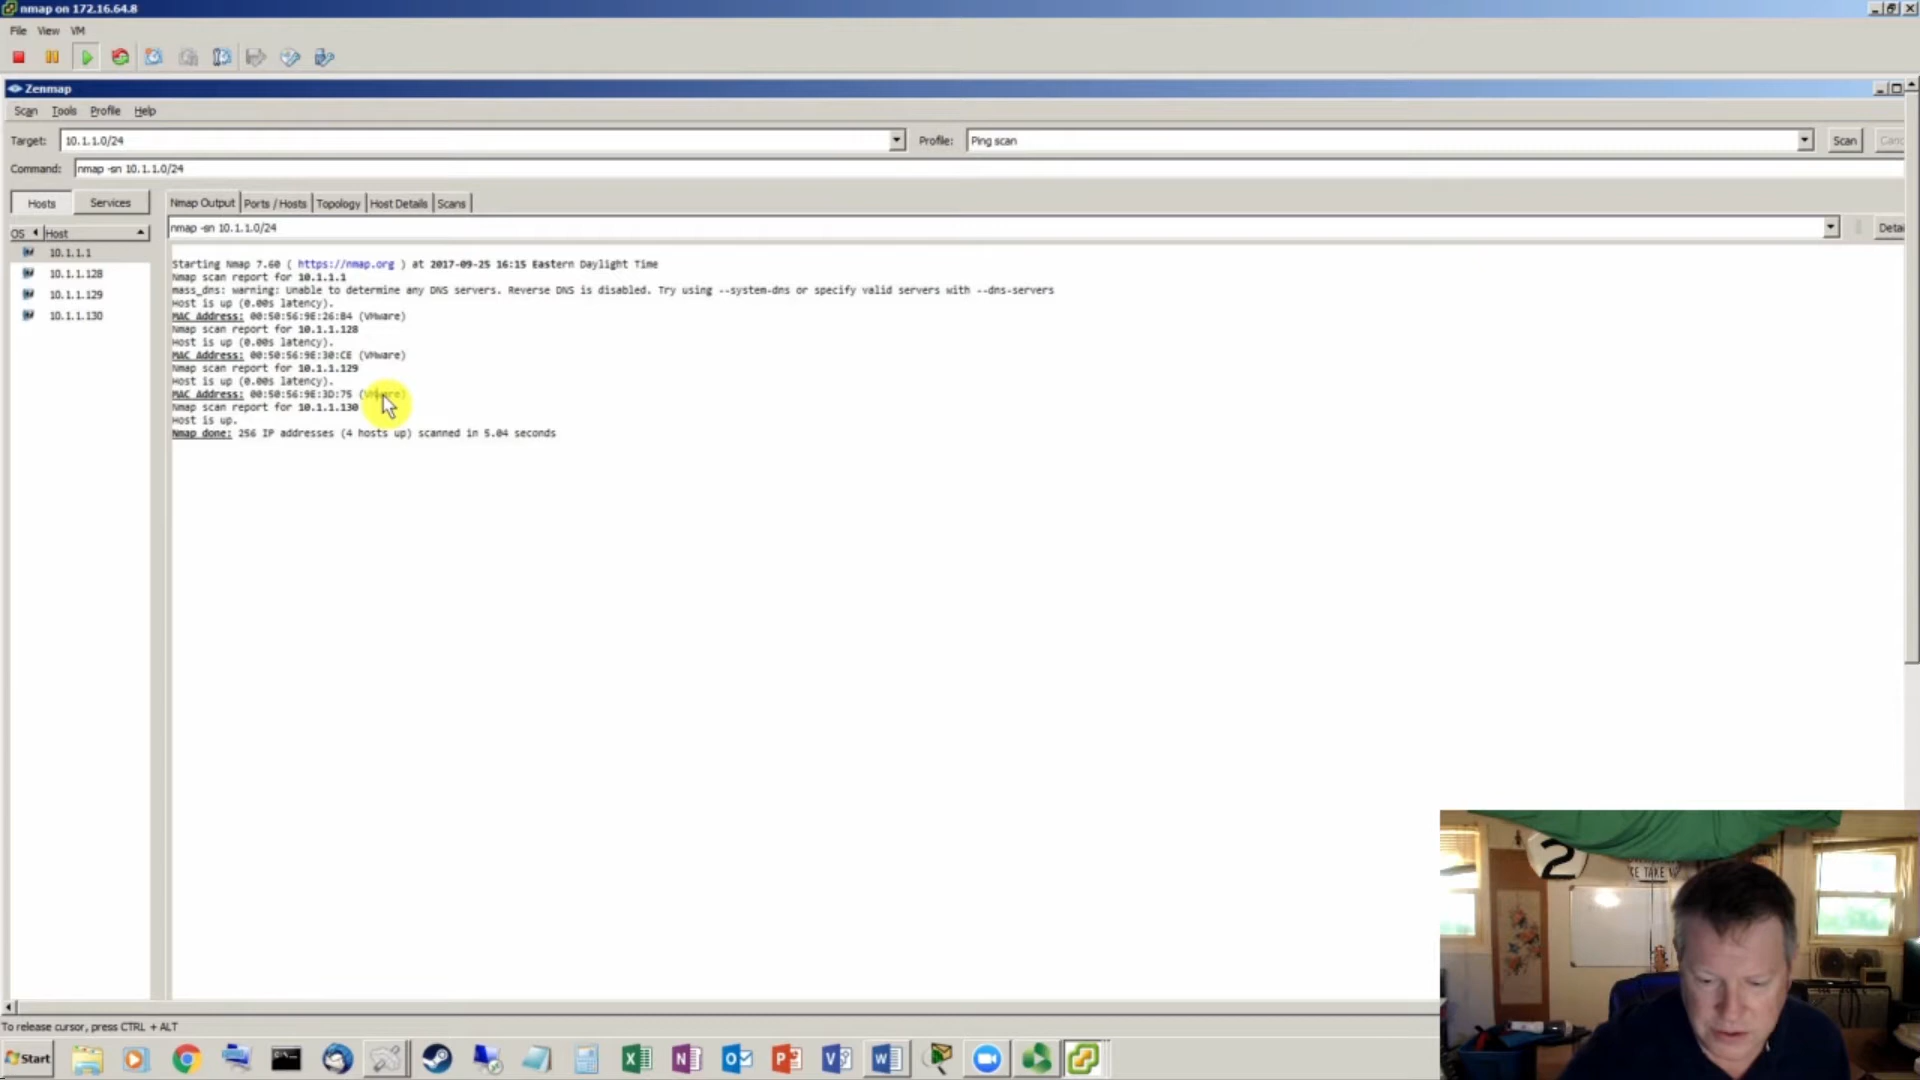 nmap on 172.16.64.8
File View VM
Zenmap
Scan Tools Profile Help
Target: 10.1.1.0/24 Profile: Ping scan Scan
Command: nmap -sn 10.1.1.0/24
Hosts Services Nmap Output Ports / Hosts Topology Host Details Scans
nmap -sn 10.1.1.0/24
OS Host
10.1.1.1
10.1.1.128
10.1.1.129
10.1.1.130
Starting Nmap 7.60 ( https://nmap.org ) at 2017-09-25 16:15 Eastern Daylight Time
Nmap scan report for 10.1.1.1
mass_dns: warning: Unable to determine any DNS servers. Reverse DNS is disabled. Try using --system-dns or specify valid servers with --dns-servers
Host is up (0.00s latency).
MAC Address: 00:50:56:9E:26:B4 (VMware)
Nmap scan report for 10.1.1.128
Host is up (0.00s latency).
MAC Address: 00:50:56:9E:30:CE (VMware)
Nmap scan report for 10.1.1.129
Host is up (0.00s latency).
MAC Address: 00:50:56:9E:3D:75 (VMware)
Nmap scan report for 10.1.1.130
Host is up.
Nmap done: 256 IP addresses (4 hosts up) scanned in 5.04 seconds
2
To release cursor, press CTRL + ALT
Start